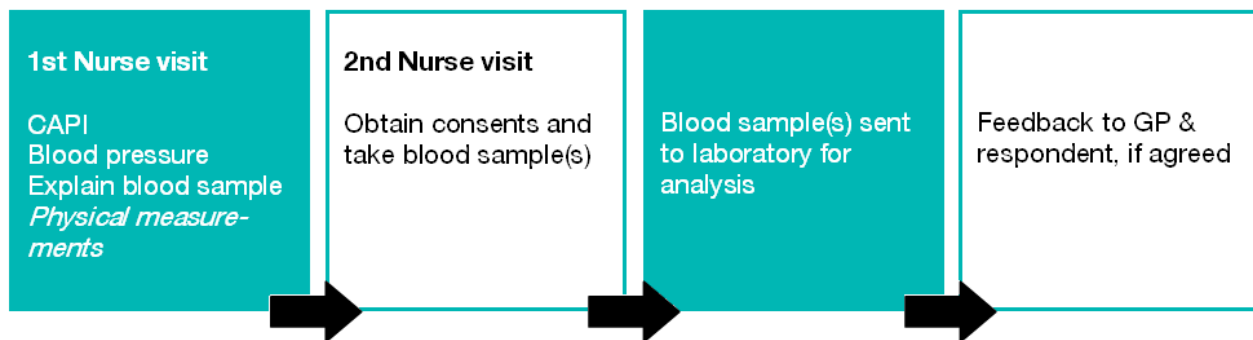 1st Nurse visit
CAPI
Blood pressure
Explain blood sample
Physical measure-
ments
2nd Nurse visit
Obtain consents and
take blood sample(s)
Blood sample(s) sent
to laboratory for
analysis
Feedback to GP &
respondent, if agreed